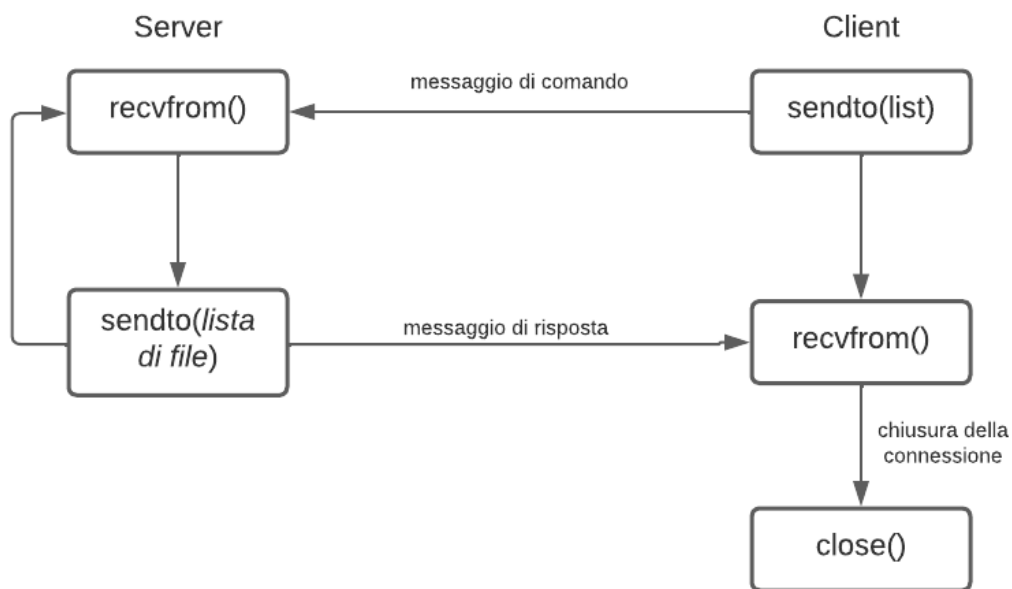 Server
Client
messaggio di comando
recvfrom()
sendto(list)
sendto(lista
di file)
messaggio di risposta
recvfrom()
chiusura della
connessione
close()